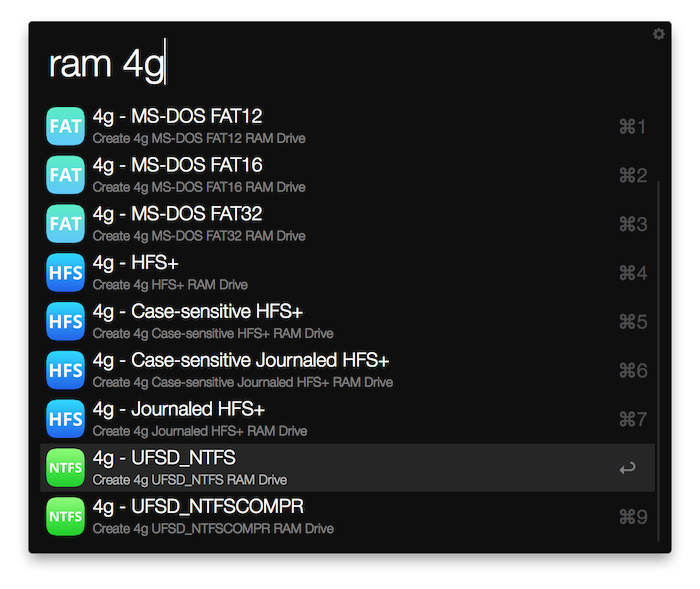 ram 4g
FAT
4g - MS-DOS FAT12
Create 4g MS-DOS FAT12 RAM Drive
⌘1
FAT
4g - MS-DOS FAT16
Create 4g MS-DOS FAT16 RAM Drive
⌘2
FAT
4g - MS-DOS FAT32
Create 4g MS-DOS FAT32 RAM Drive
⌘3
HFS
4g - HFS+
Create 4g HFS+ RAM Drive
⌘4
HFS
4g - Case-sensitive HFS+
Create 4g Case-sensitive HFS+ RAM Drive
⌘5
HFS
4g - Case-sensitive Journaled HFS+
Create 4g Case-sensitive Journaled HFS+ RAM Drive
⌘6
HFS
4g - Journaled HFS+
Create 4g Journaled HFS+ RAM Drive
⌘7
NTFS
4g - UFSD_NTFS
Create 4g UFSD_NTFS RAM Drive
NTFS
4g - UFSD_NTFSCOMPR
Create 4g UFSD_NTFSCOMPR RAM Drive
⌘9